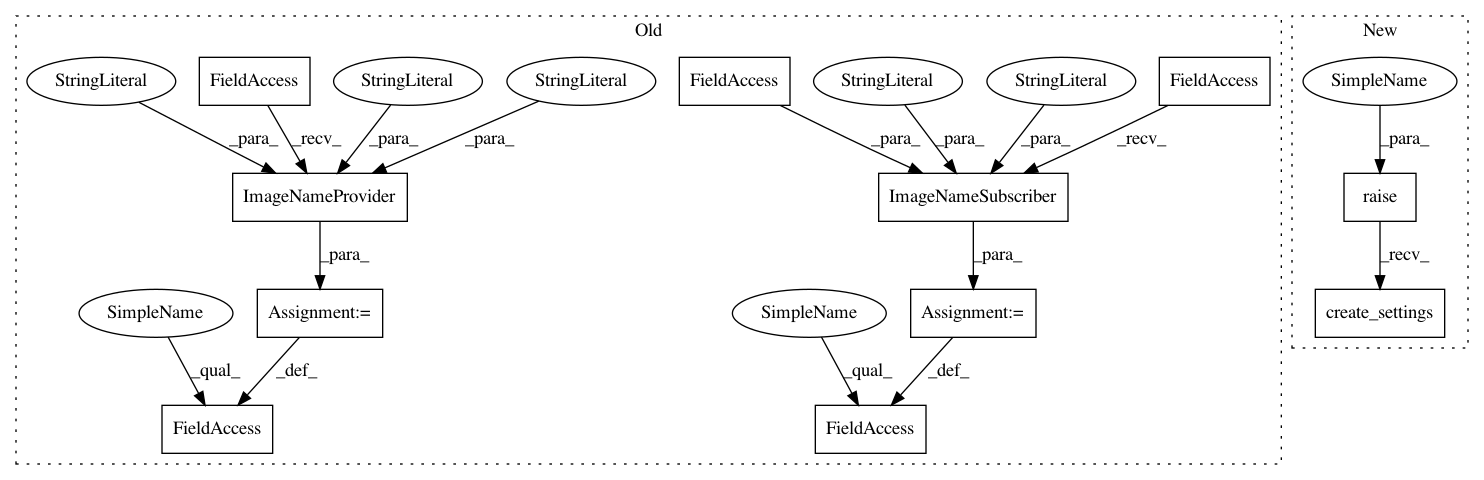 Old
New
StringLiteral
FieldAccess
StringLiteral
StringLiteral
FieldAccess
StringLiteral
StringLiteral
FieldAccess
SimpleName
_para_
_recv_
_para_
_para_
_para_
_para_
_para_
_recv_
_para_
ImageNameProvider
ImageNameSubscriber
raise
_para_
_para_
_recv_
SimpleName
Assignment:=
SimpleName
Assignment:=
create_settings
_qual_
_def_
_qual_
_def_
FieldAccess
FieldAccess